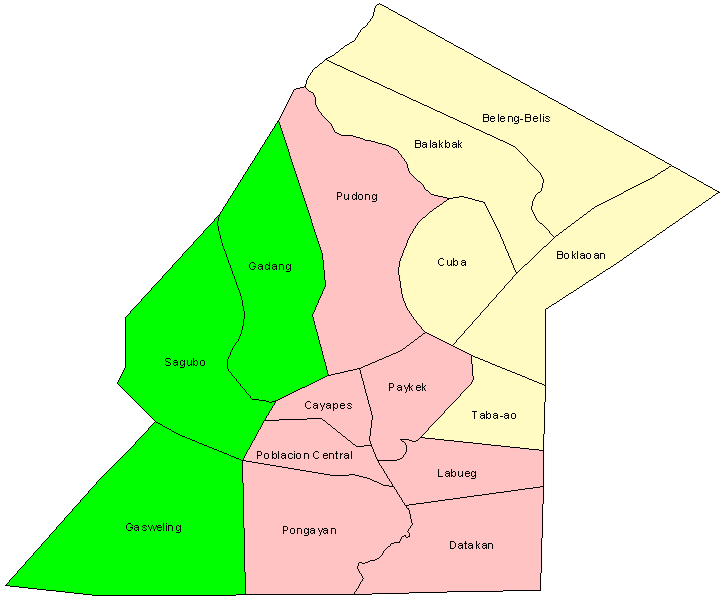 Beleng-Belis
Balakbak
Pudong
Boklaoan
Cuba
Gadang
Sagubo
Paykek
Cayapes
Taba-ao
Poblacion Central
Labueg
Gasweling
Pongayan
Datakan